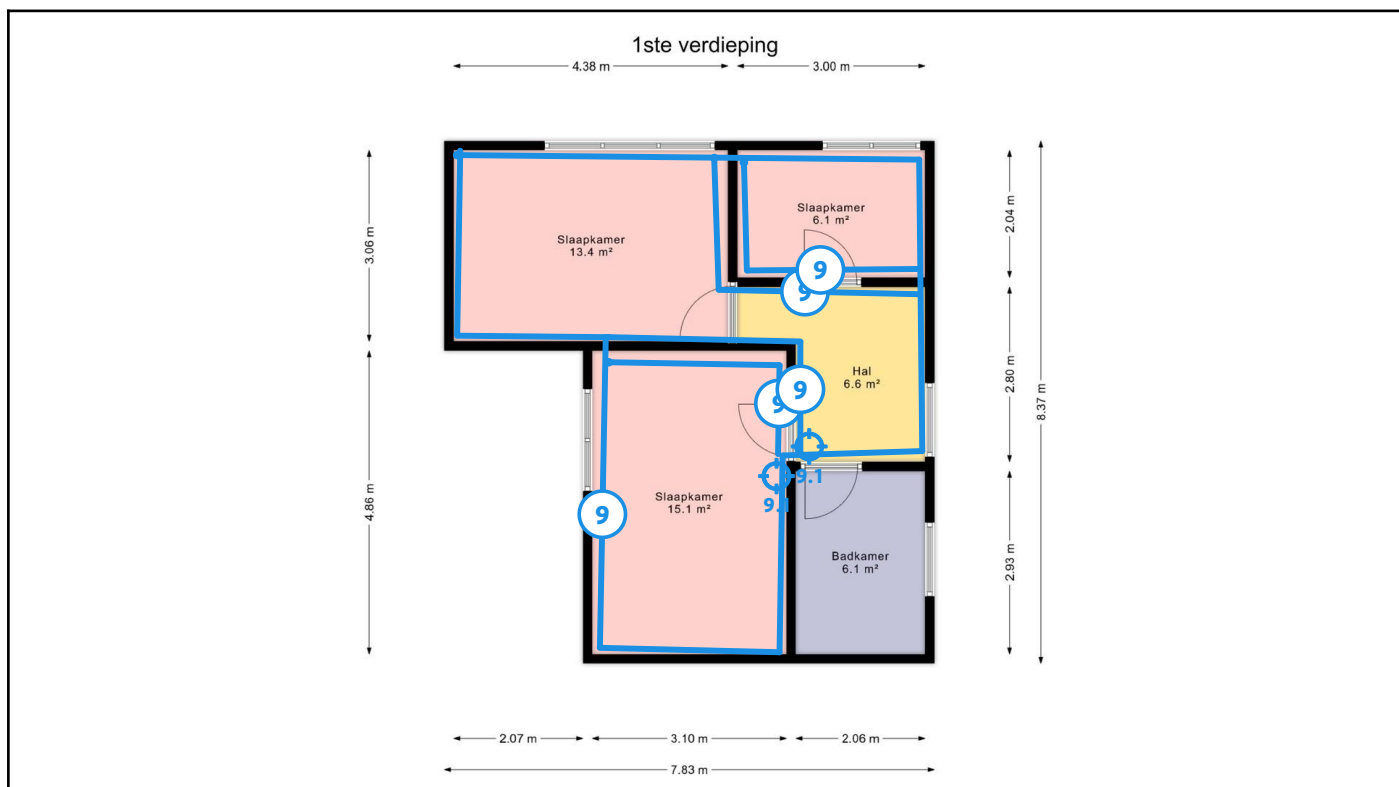 1ste verdieping
4.38 m
3.00 m
3.06 m
4.86 m
2.04 m
2.80 m
2.93 m
8.37 m
Slaapkamer
13.4 m²
Slaapkamer
6.1 m²
9
9
Hal
6.6 m²
9
9
9.1
9.1
Slaapkamer
15.1 m²
9
Badkamer
6.1 m²
2.07 m
3.10 m
2.06 m
7.83 m